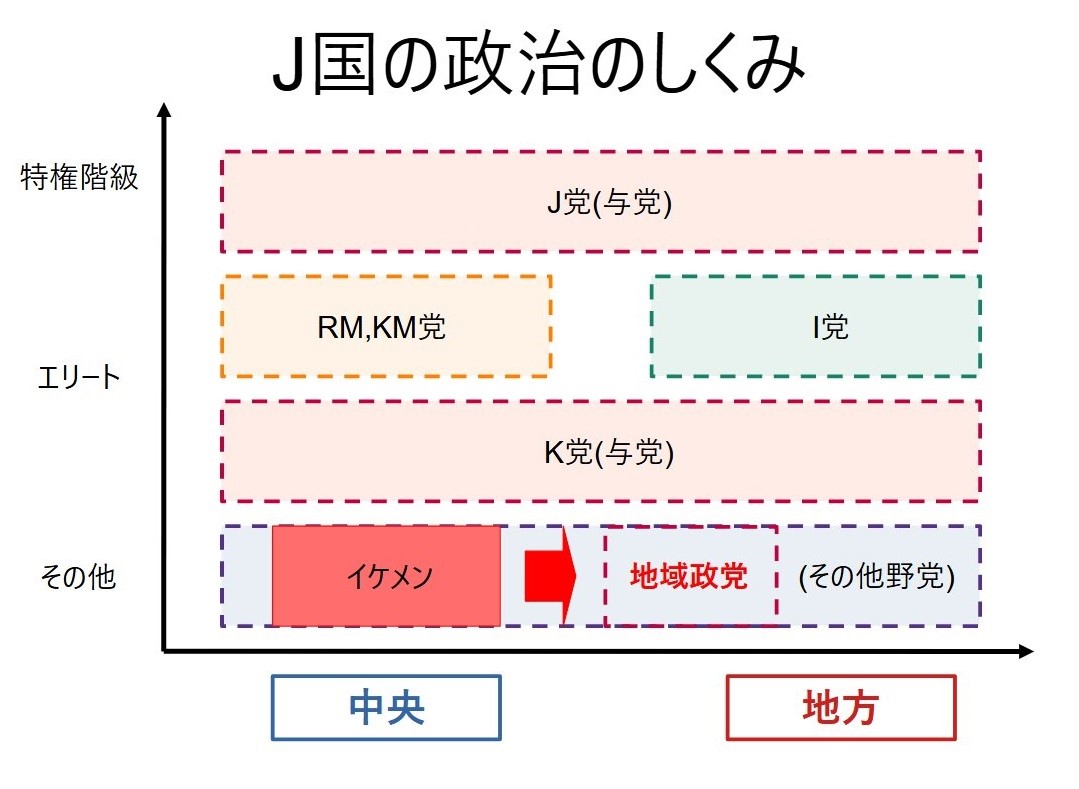 J国の政治のしくみ
特権階級
J党(与党)
RM,KM党
I党
エリート
K党(与党)
その他
イケメン
地域政党
(その他野党)
中央
地方